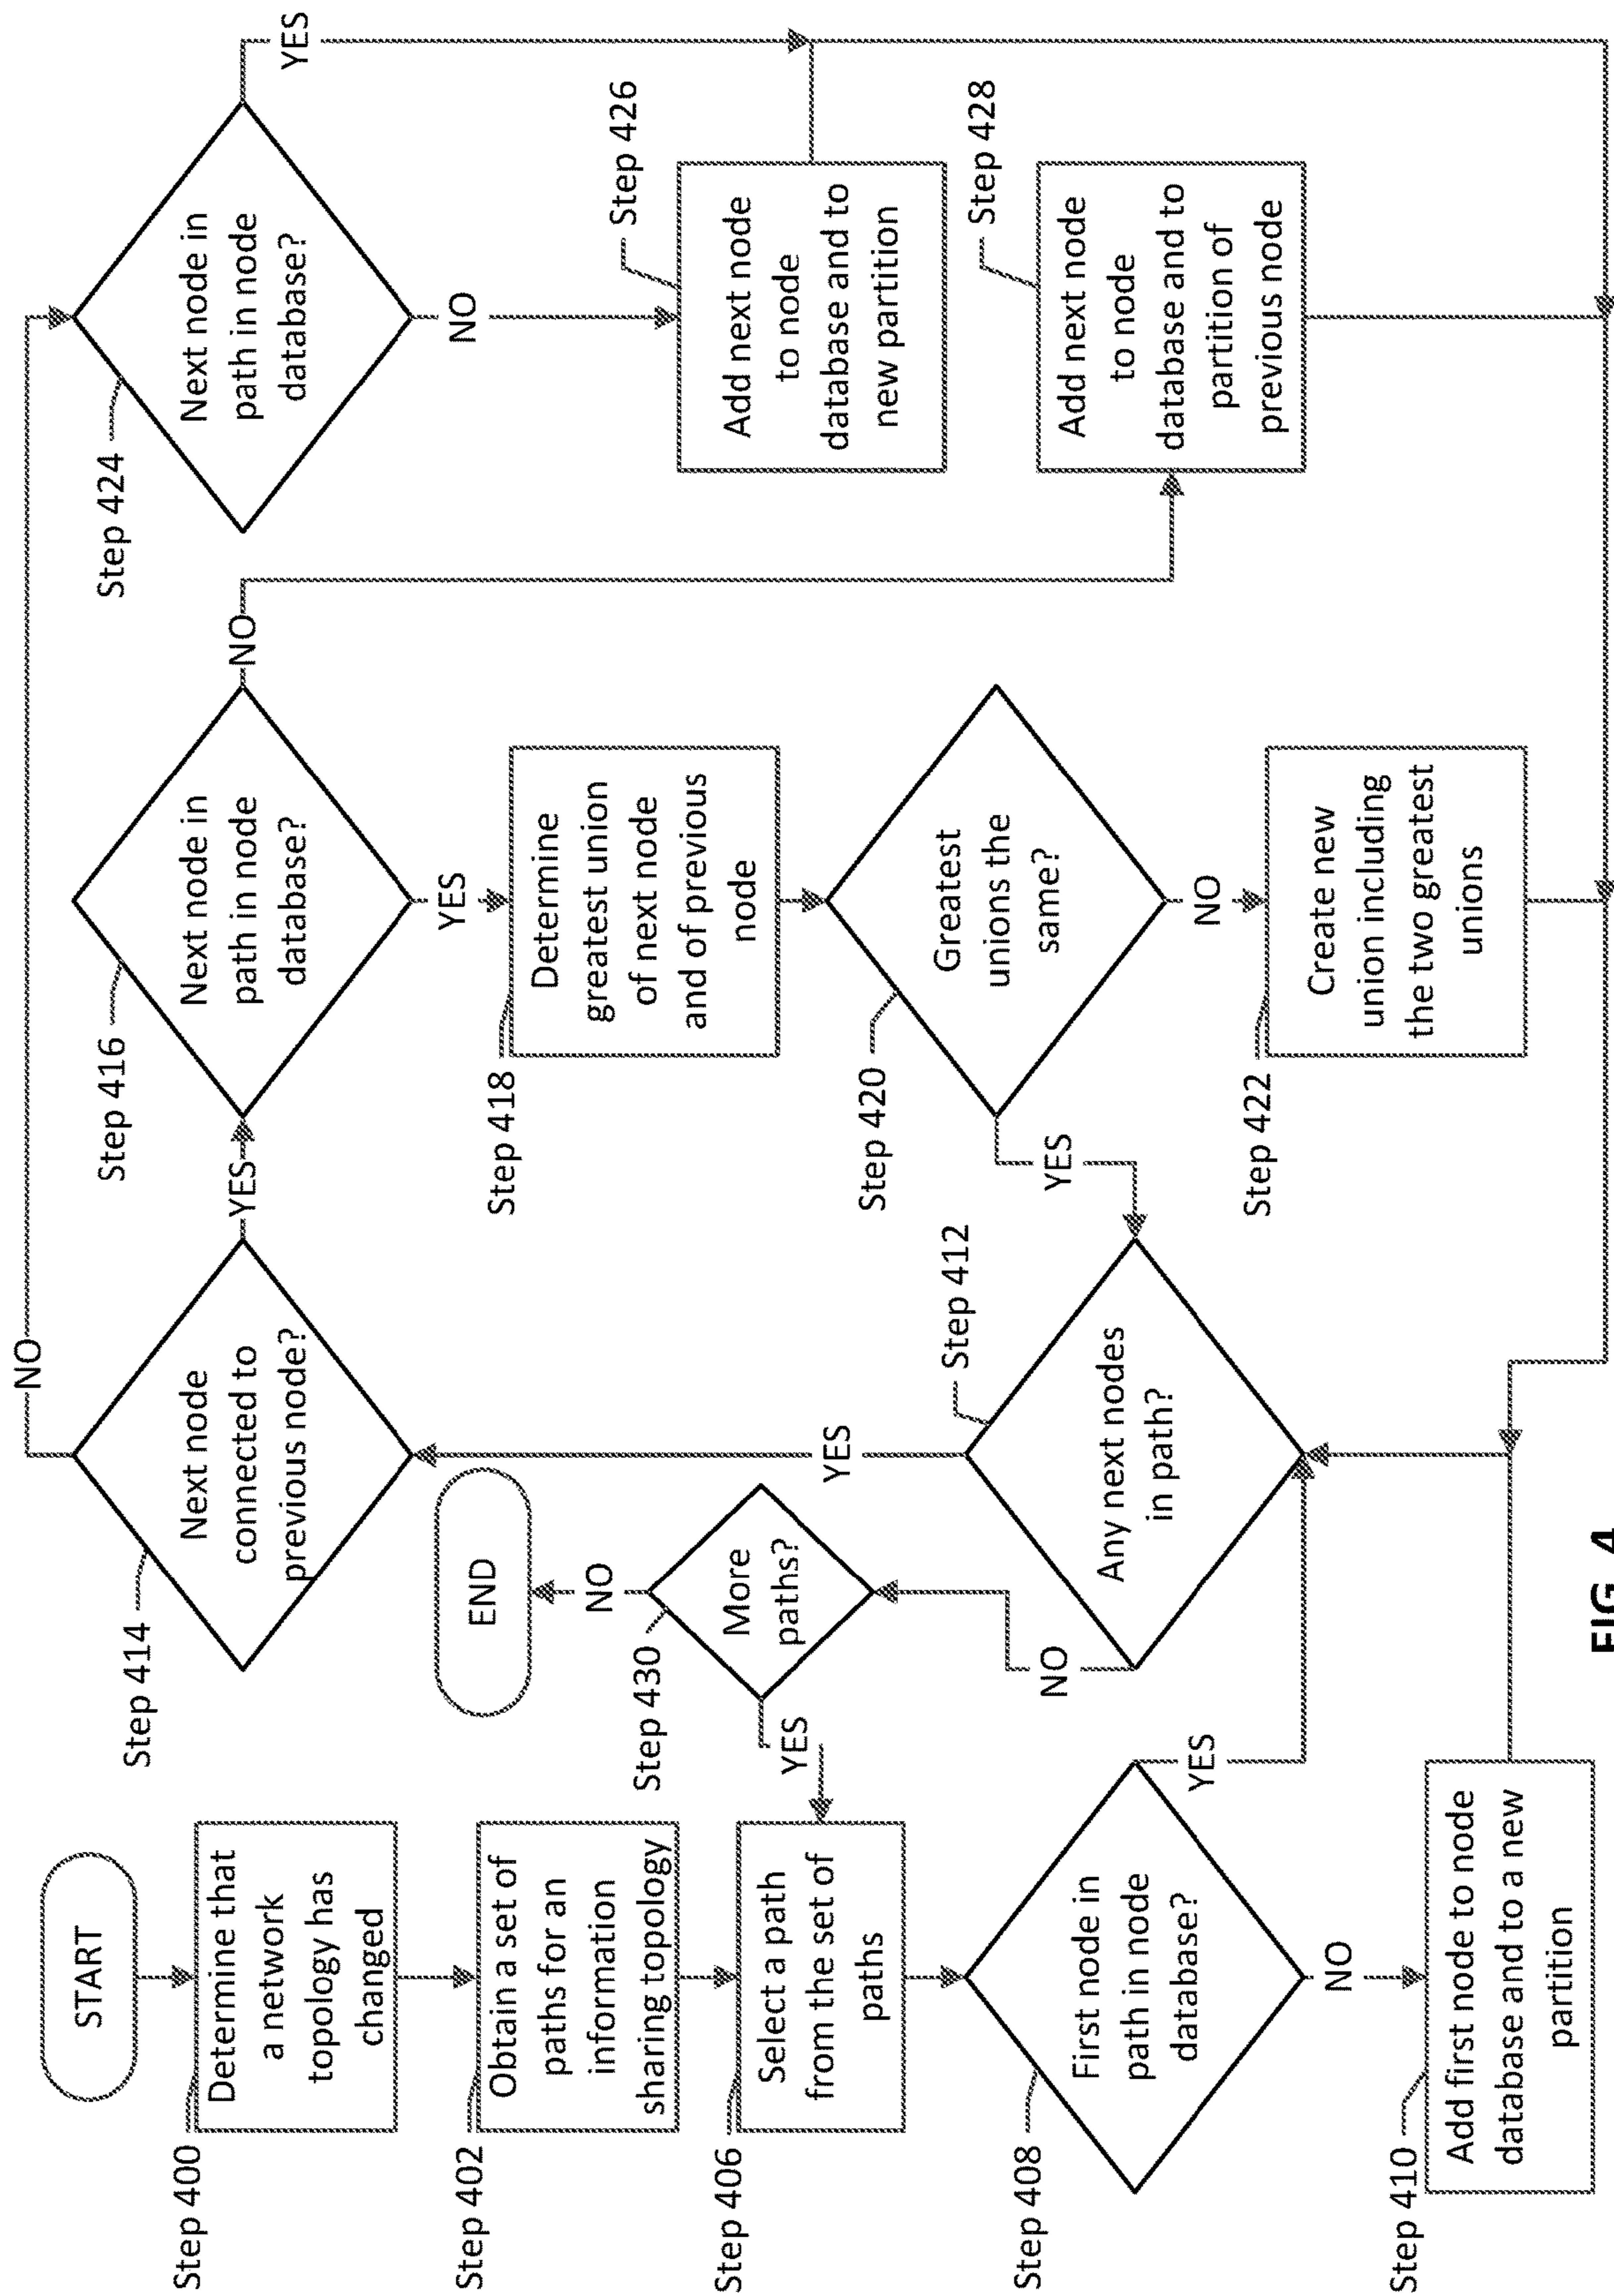 START
Step 400
Determine that
a network
topology has
changed
Step 402
Obtain a set of
paths for an
information
sharing topology
Step 406
Select a path
from the set of
paths
Step 408
First node in
path in node
database?
YES
NO
Step 410
Add first node to node
database and to a new
partition
Step 414
Next node
connected to
previous node?
NO
YES
END
NO
Step 430
More
paths?
YES
YES
Step 412
Any next nodes
in path?
NO
Step 416
Next node in
path in node
database?
NO
YES
Step 418
Determine
greatest union
of next node
and of previous
node
Step 420
Greatest
unions the
same?
YES
NO
Step 422
Create new
union including
the two greatest
unions
Step 424
Next node in
path in node
database?
YES
NO
Step 426
Add next node
to node
database and to
new partition
Step 428
Add next node
to node
database and to
partition of
previous node
FIG. 4